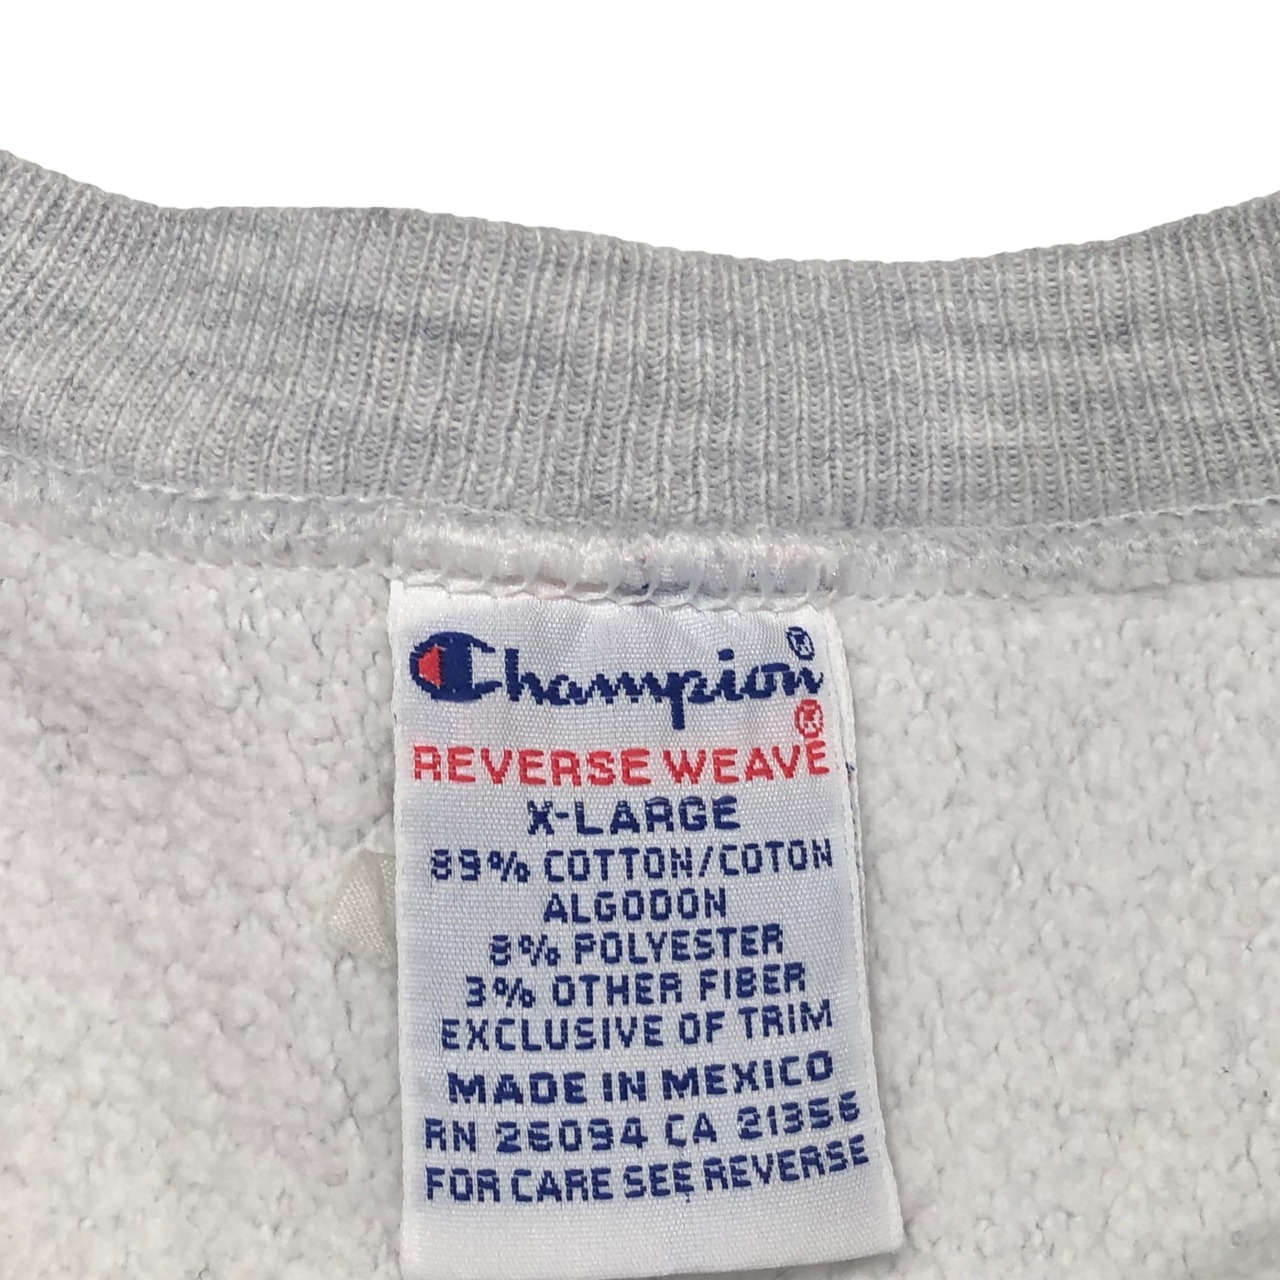 Champion®
REVERSE WEAVE®
X-LARGE
89% COTTON/COTON
ALGODON
8% POLYESTER
3% OTHER FIBER
EXCLUSIVE OF TRIM
MADE IN MEXICO
RN 26094 CA 21356
FOR CARE SEE REVERSE